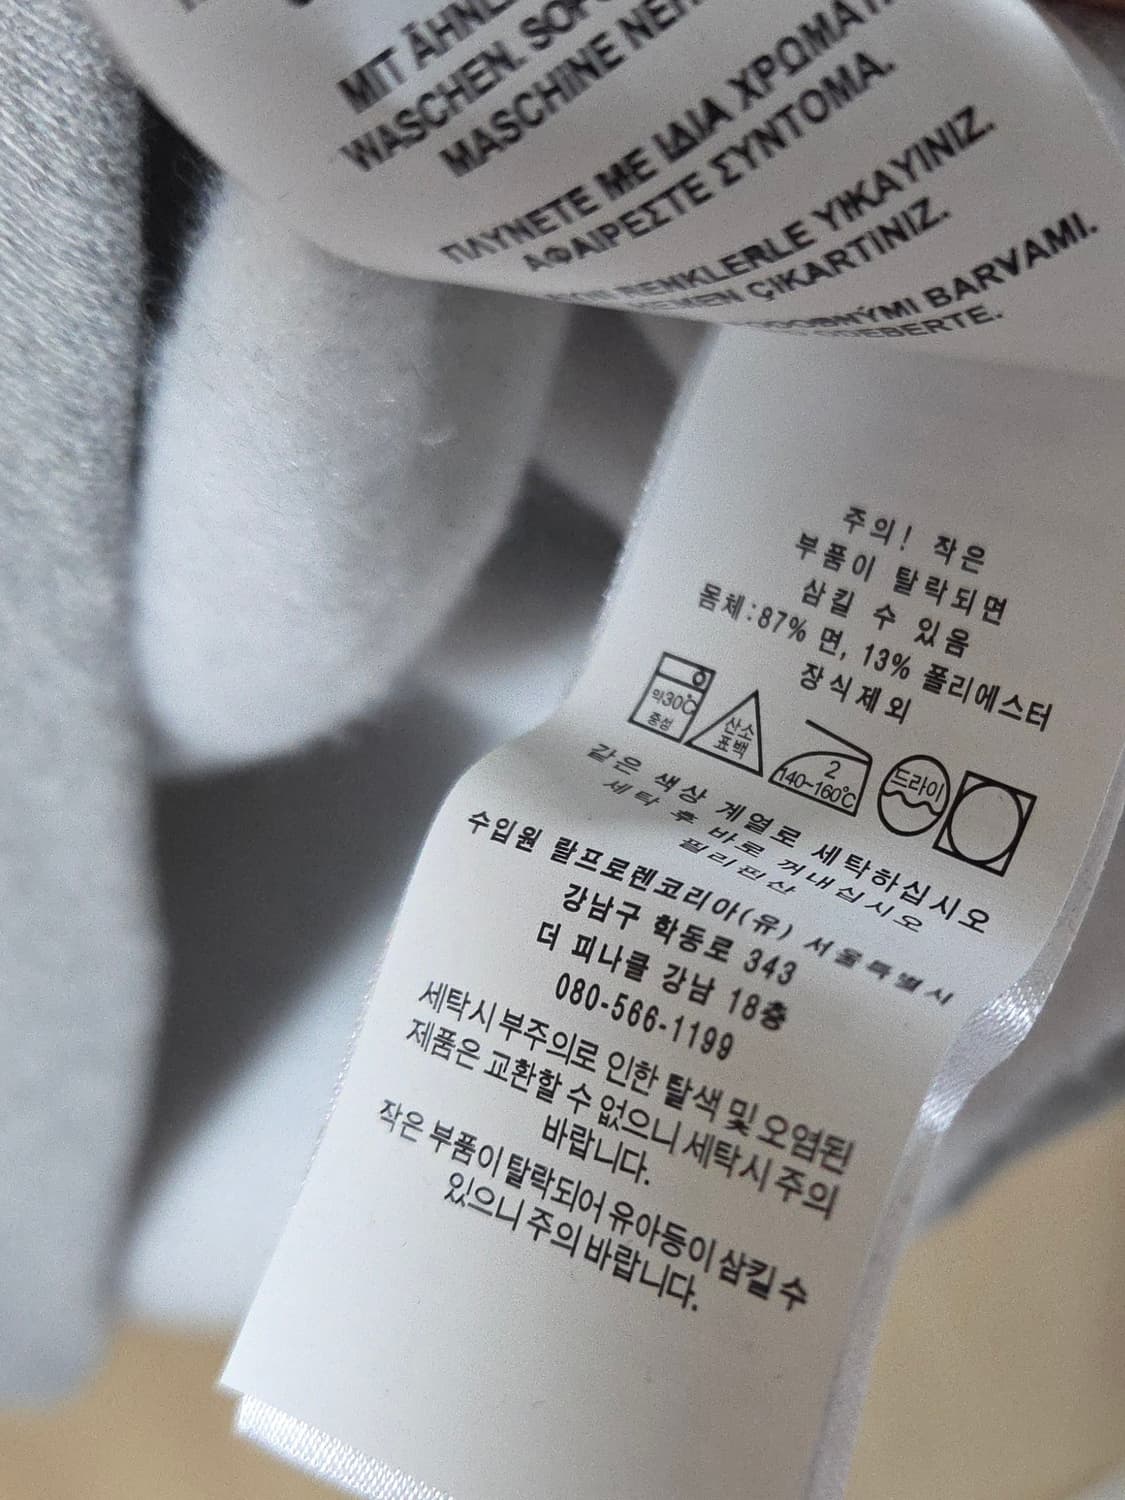 MIT
WASCHEN.
MASCHINE
ΠΛΥΝΕΤΕ ΜΕ ΙΔΙΑ
ΑΦΑΙΡΕΣΤΕ ΣΥΝΤΟΜΑ.
RENKLERLE YIKAYINIZ.
ÇIKARTINIZ.
BARVAMI.
주의! 작은
부품이 탈락되면
삼킬 수 있음
몸체:87% 면, 13% 폴리에스터
장식제외
약30℃
중성
산소
표백
2
140-160℃
드라이
같은 색상 계열로 세탁하십시오
세탁 후 바로 꺼내십시오
필리핀산
수입원 랄프로렌코리아(유) 서울특별시
강남구 학동로 343
더 피나클 강남 18층
080-566-1199
세탁시 부주의로 인한 탈색 및 오염된
제품은 교환할 수 없으니 세탁시 주의
바랍니다.
작은 부품이 탈락되어 유아등이 삼킬 수
있으니 주의 바랍니다.